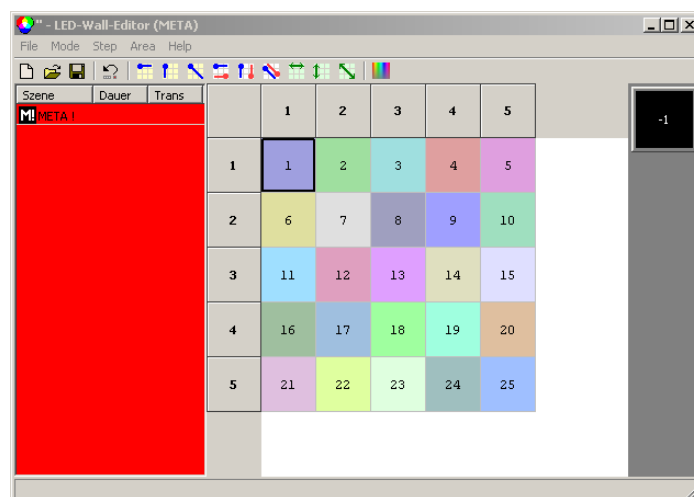 " - LED-Wall-Editor (META)
File Mode Step Area Help
Szene Dauer Trans
M! META !
1 2 3 4 5
-1
1 1 2 3 4 5
2 6 7 8 9 10
3 11 12 13 14 15
4 16 17 18 19 20
5 21 22 23 24 25